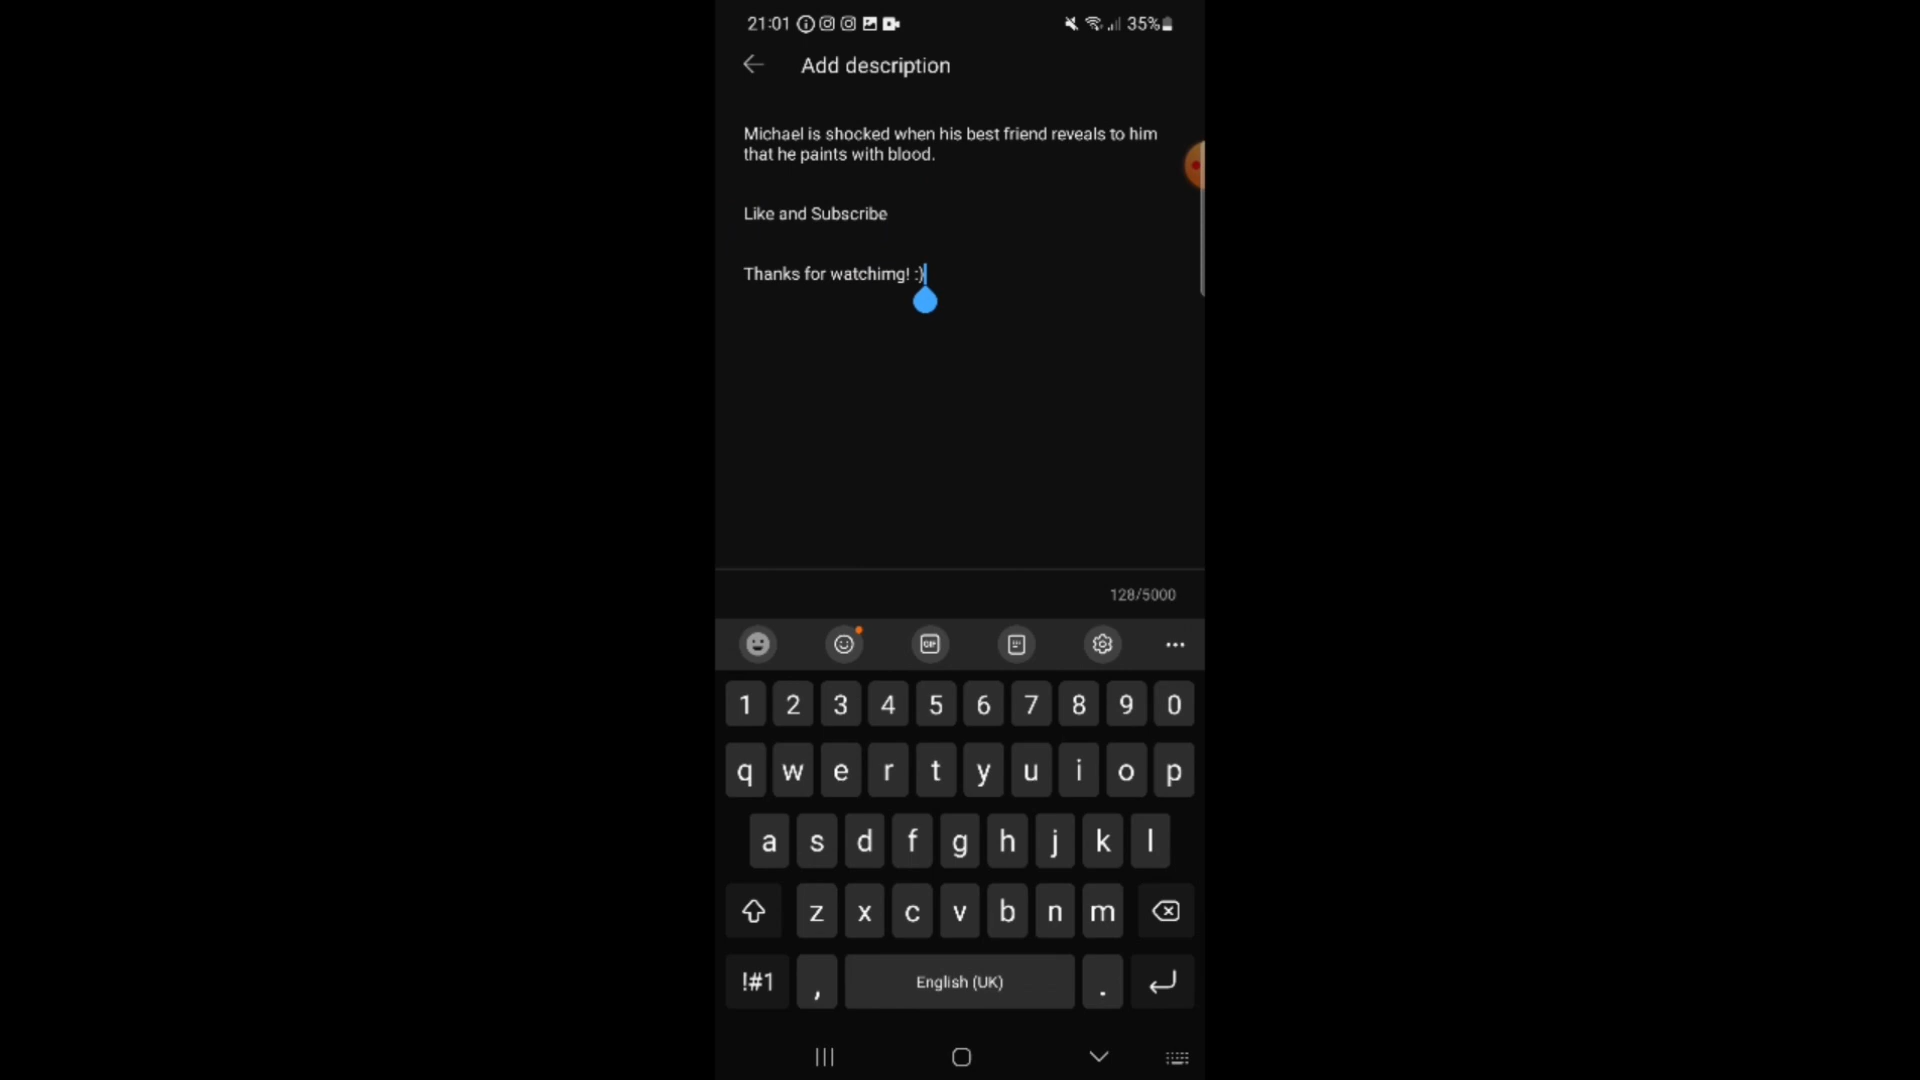 21:01 35%
Add description
Michael is shocked when his best friend reveals to him
that he paints with blood.
Like and Subscribe
Thanks for watchimg! :)
128/5000
GIF
1 2 3 4 5 6 7 8 9 0
q w e r t y u i o p
a s d f g h j k l
z x c v b n m
!#1 , English (UK) .